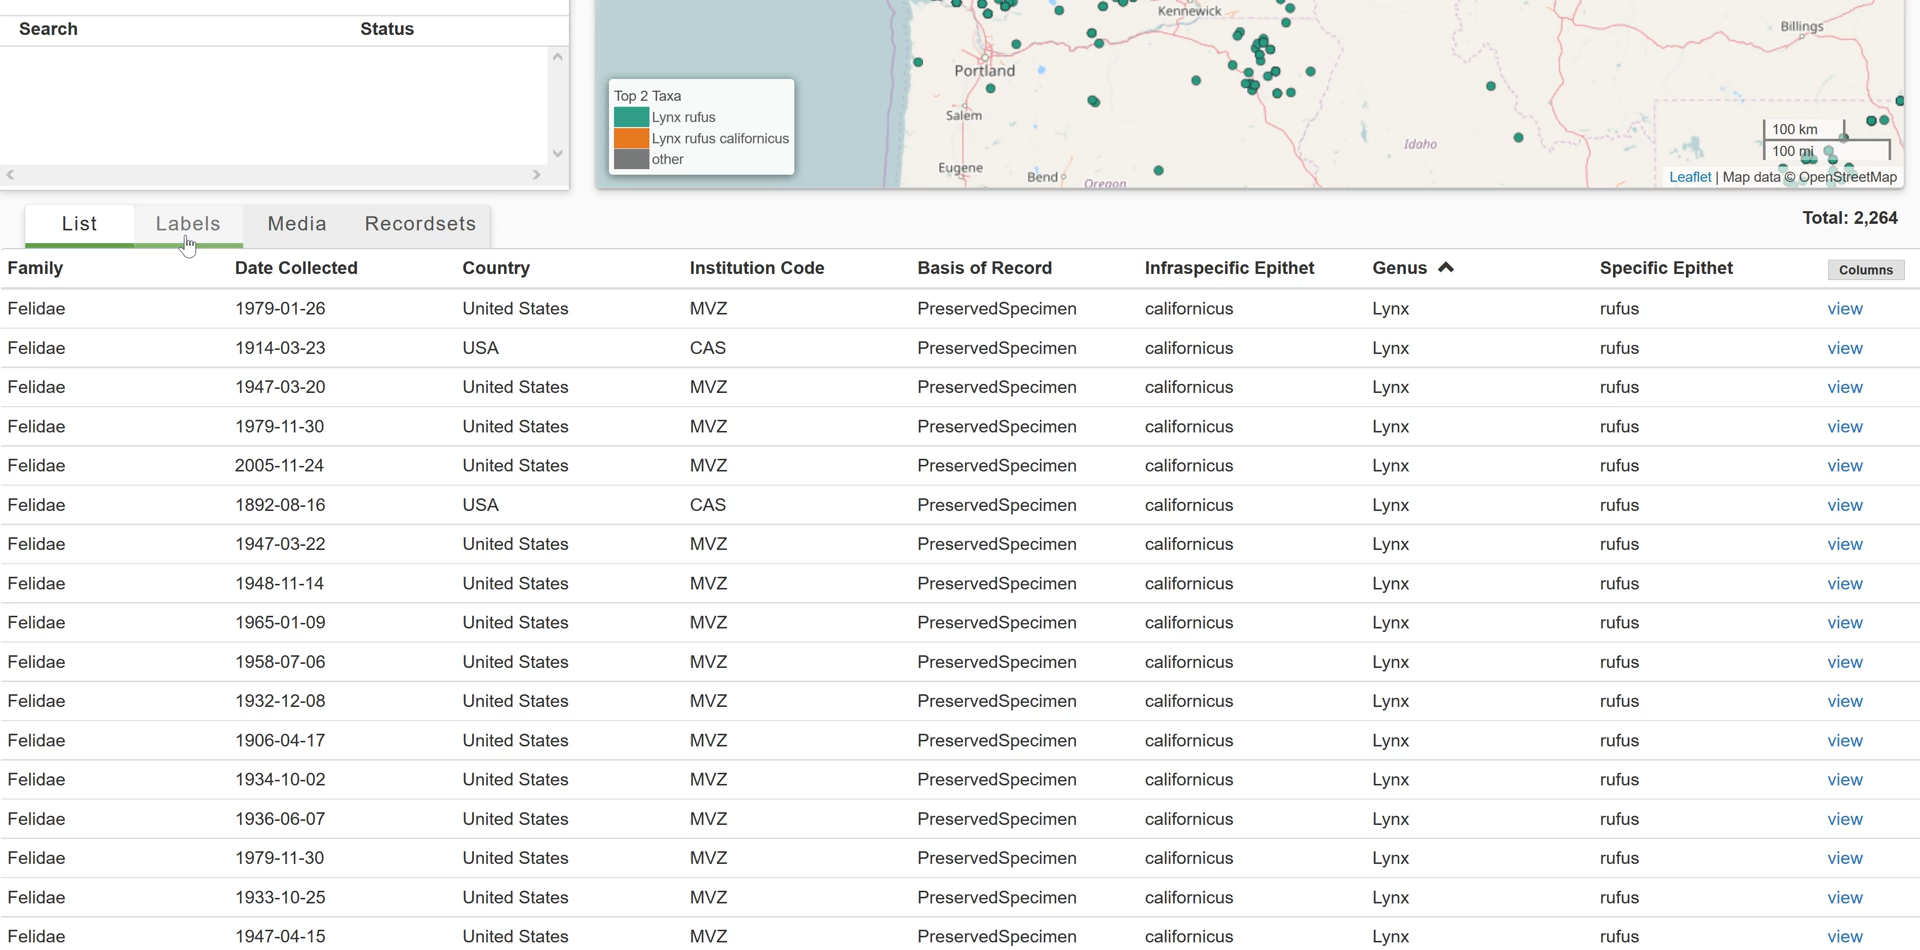 Search Status
Kennewick
Billings
Portland
Top 2 Taxa
Lynx rufus
Salem
100 km
Lynx rufus californicus
Idaho
100 mi
other
Eugene
Bend
Oregon
Leaflet | Map data © OpenStreetMap
List Labels Media Recordsets
Total: 2,264
Family Date Collected Country Institution Code Basis of Record Infraspecific Epithet Genus Specific Epithet Columns
Felidae 1979-01-26 United States MVZ PreservedSpecimen californicus Lynx rufus view
Felidae 1914-03-23 USA CAS PreservedSpecimen californicus Lynx rufus view
Felidae 1947-03-20 United States MVZ PreservedSpecimen californicus Lynx rufus view
Felidae 1979-11-30 United States MVZ PreservedSpecimen californicus Lynx rufus view
Felidae 2005-11-24 United States MVZ PreservedSpecimen californicus Lynx rufus view
Felidae 1892-08-16 USA CAS PreservedSpecimen californicus Lynx rufus view
Felidae 1947-03-22 United States MVZ PreservedSpecimen californicus Lynx rufus view
Felidae 1948-11-14 United States MVZ PreservedSpecimen californicus Lynx rufus view
Felidae 1965-01-09 United States MVZ PreservedSpecimen californicus Lynx rufus view
Felidae 1958-07-06 United States MVZ PreservedSpecimen californicus Lynx rufus view
Felidae 1932-12-08 United States MVZ PreservedSpecimen californicus Lynx rufus view
Felidae 1906-04-17 United States MVZ PreservedSpecimen californicus Lynx rufus view
Felidae 1934-10-02 United States MVZ PreservedSpecimen californicus Lynx rufus view
Felidae 1936-06-07 United States MVZ PreservedSpecimen californicus Lynx rufus view
Felidae 1979-11-30 United States MVZ PreservedSpecimen californicus Lynx rufus view
Felidae 1933-10-25 United States MVZ PreservedSpecimen californicus Lynx rufus view
Felidae 1947-04-15 United States MVZ PreservedSpecimen californicus Lynx rufus view